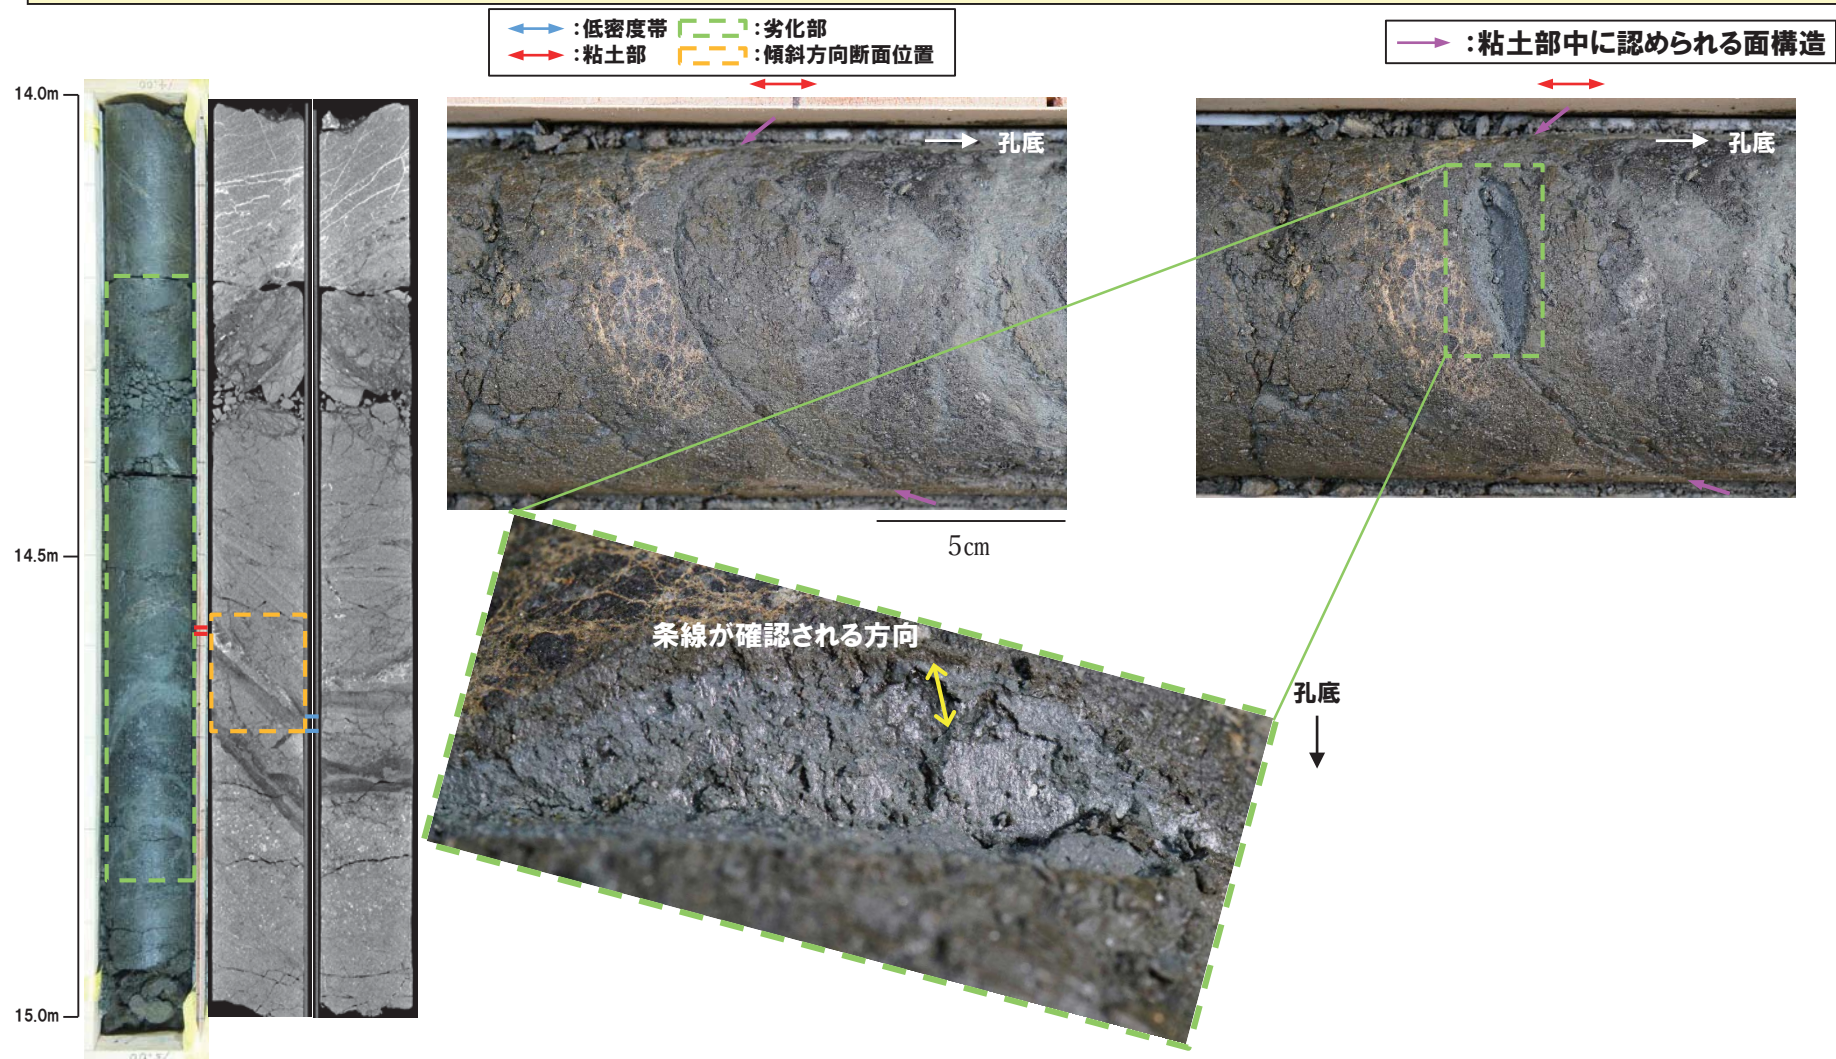 :低密度帯
:劣化部
:粘土部
:傾斜方向断面位置
:粘土部中に認められる面構造
14.0m
14.5m
15.0m
孔底
孔底
5cm
条線が確認される方向
孔底